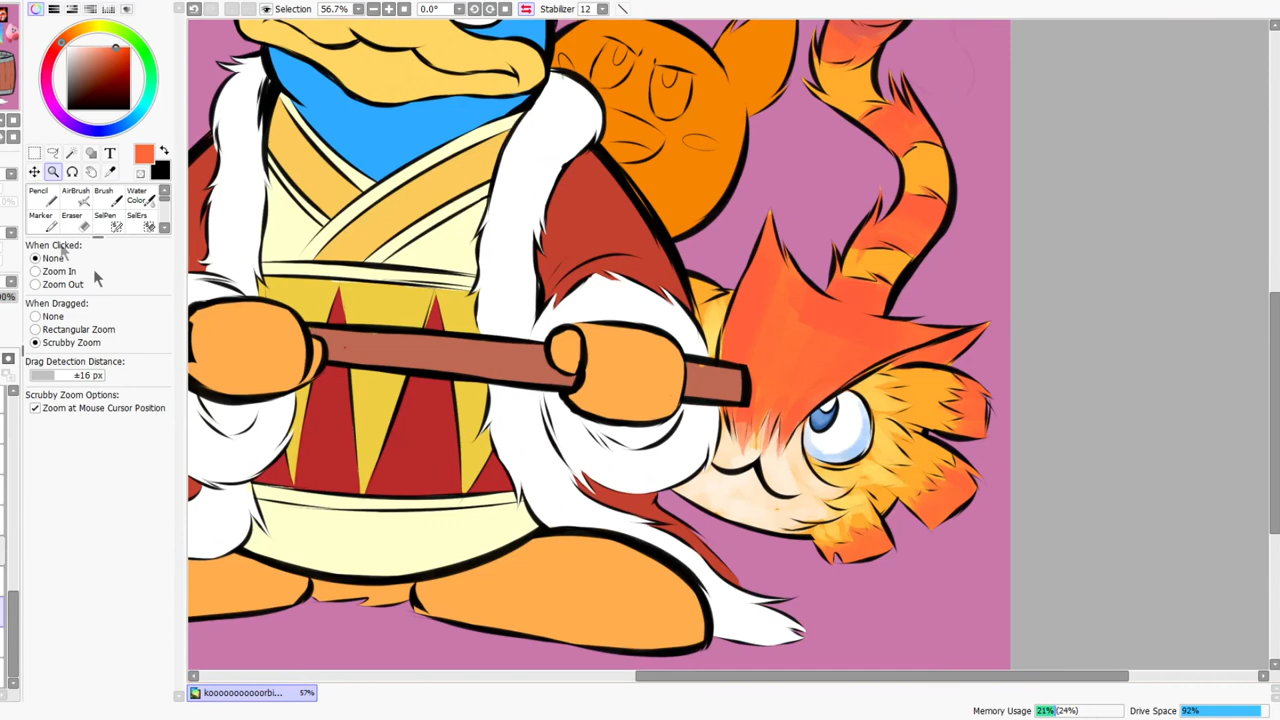 Selection 56.7% 0.0° Stabilizer 12
T
Pencil AirBrush Brush Water Color
Marker Eraser SelPen SelErs
When Clicked:
None
Zoom In
Zoom Out
When Dragged:
None
Rectangular Zoom
Scrubby Zoom
Drag Detection Distance:
±16 px
Scrubby Zoom Options:
Zoom at Mouse Cursor Position
kooooooooooorbi... 57%
Memory Usage 21% (24%) Drive Space 92%